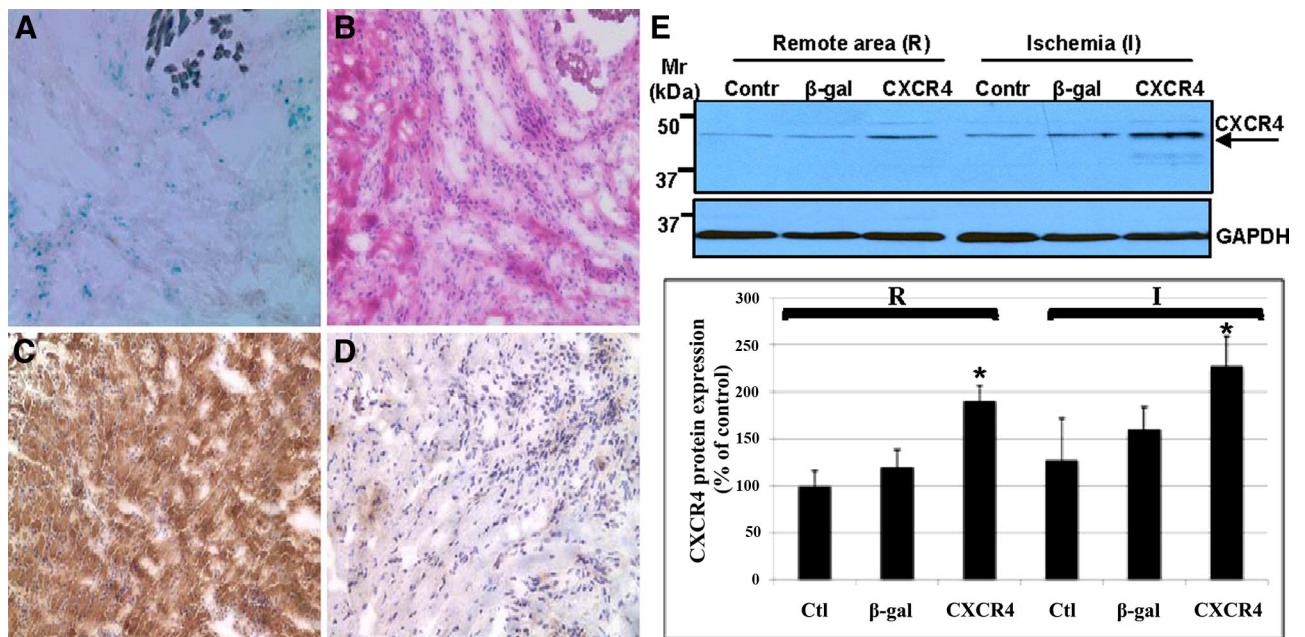 A
B
C
D
E
Remote area (R) Ischemia (I)
Mr
(kDa)
Contr β-gal CXCR4 Contr β-gal CXCR4
50
37
CXCR4
37
GAPDH
R I
CXCR4 protein expression
(% of control)
300
250
200
150
100
50
0
* *
Ctl β-gal CXCR4 Ctl β-gal CXCR4